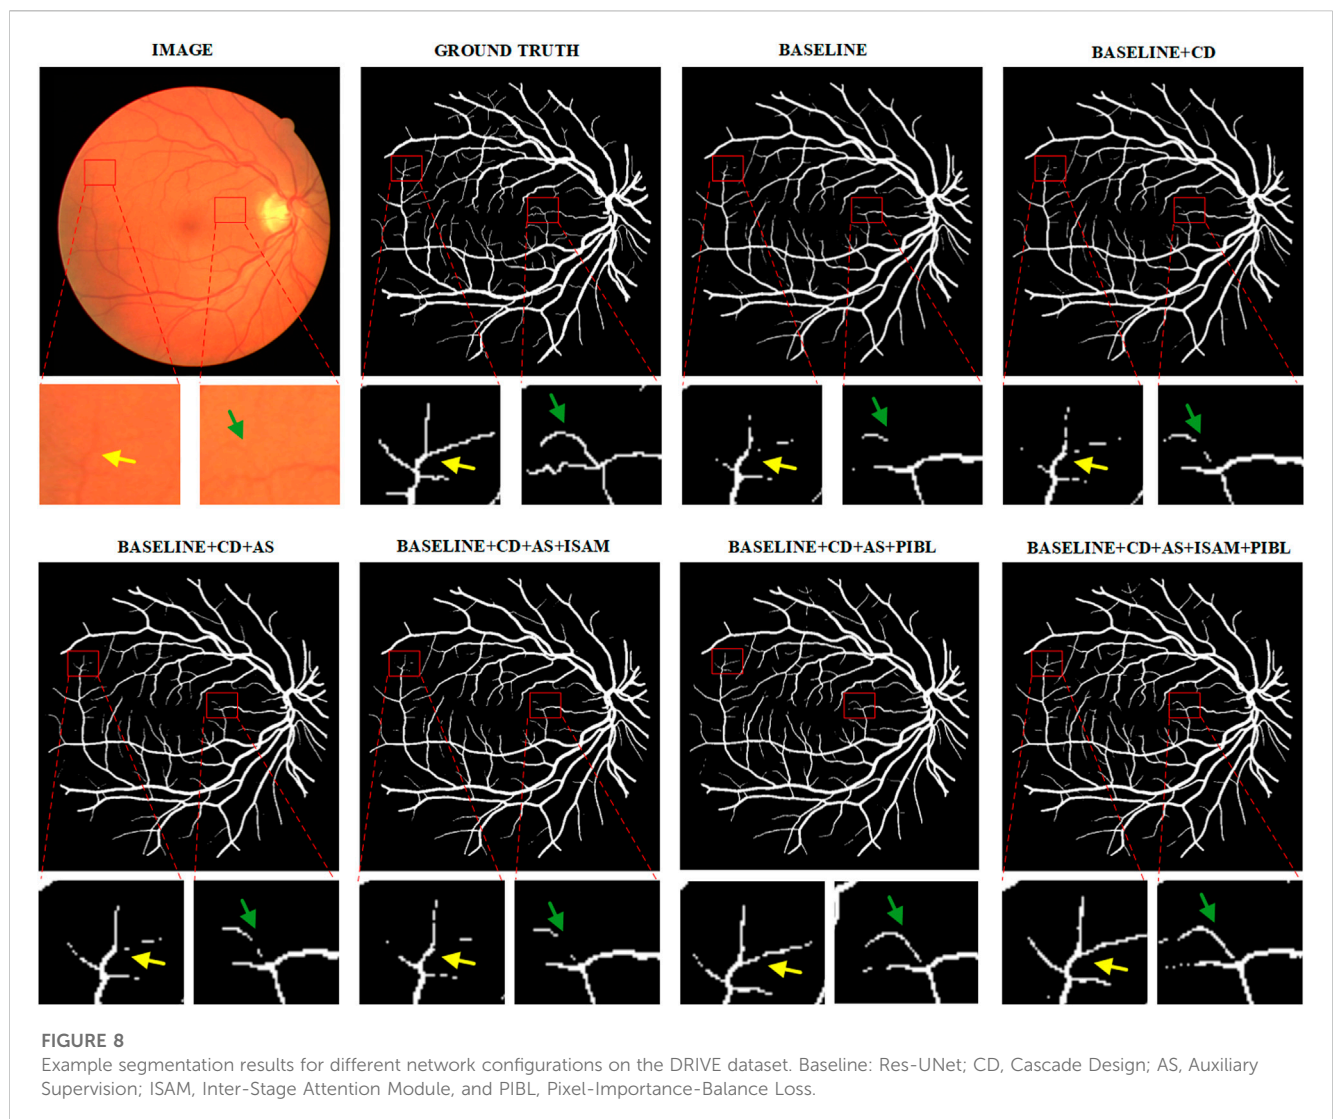 IMAGE
GROUND TRUTH
BASELINE
BASELINE+CD
BASELINE+CD+AS
BASELINE+CD+AS+ISAM
BASELINE+CD+AS+PIBL
BASELINE+CD+AS+ISAM+PIBL
FIGURE 8
Example segmentation results for different network configurations on the DRIVE dataset. Baseline: Res-UNet; CD, Cascade Design; AS, Auxiliary
Supervision; ISAM, Inter-Stage Attention Module, and PIBL, Pixel-Importance-Balance Loss.